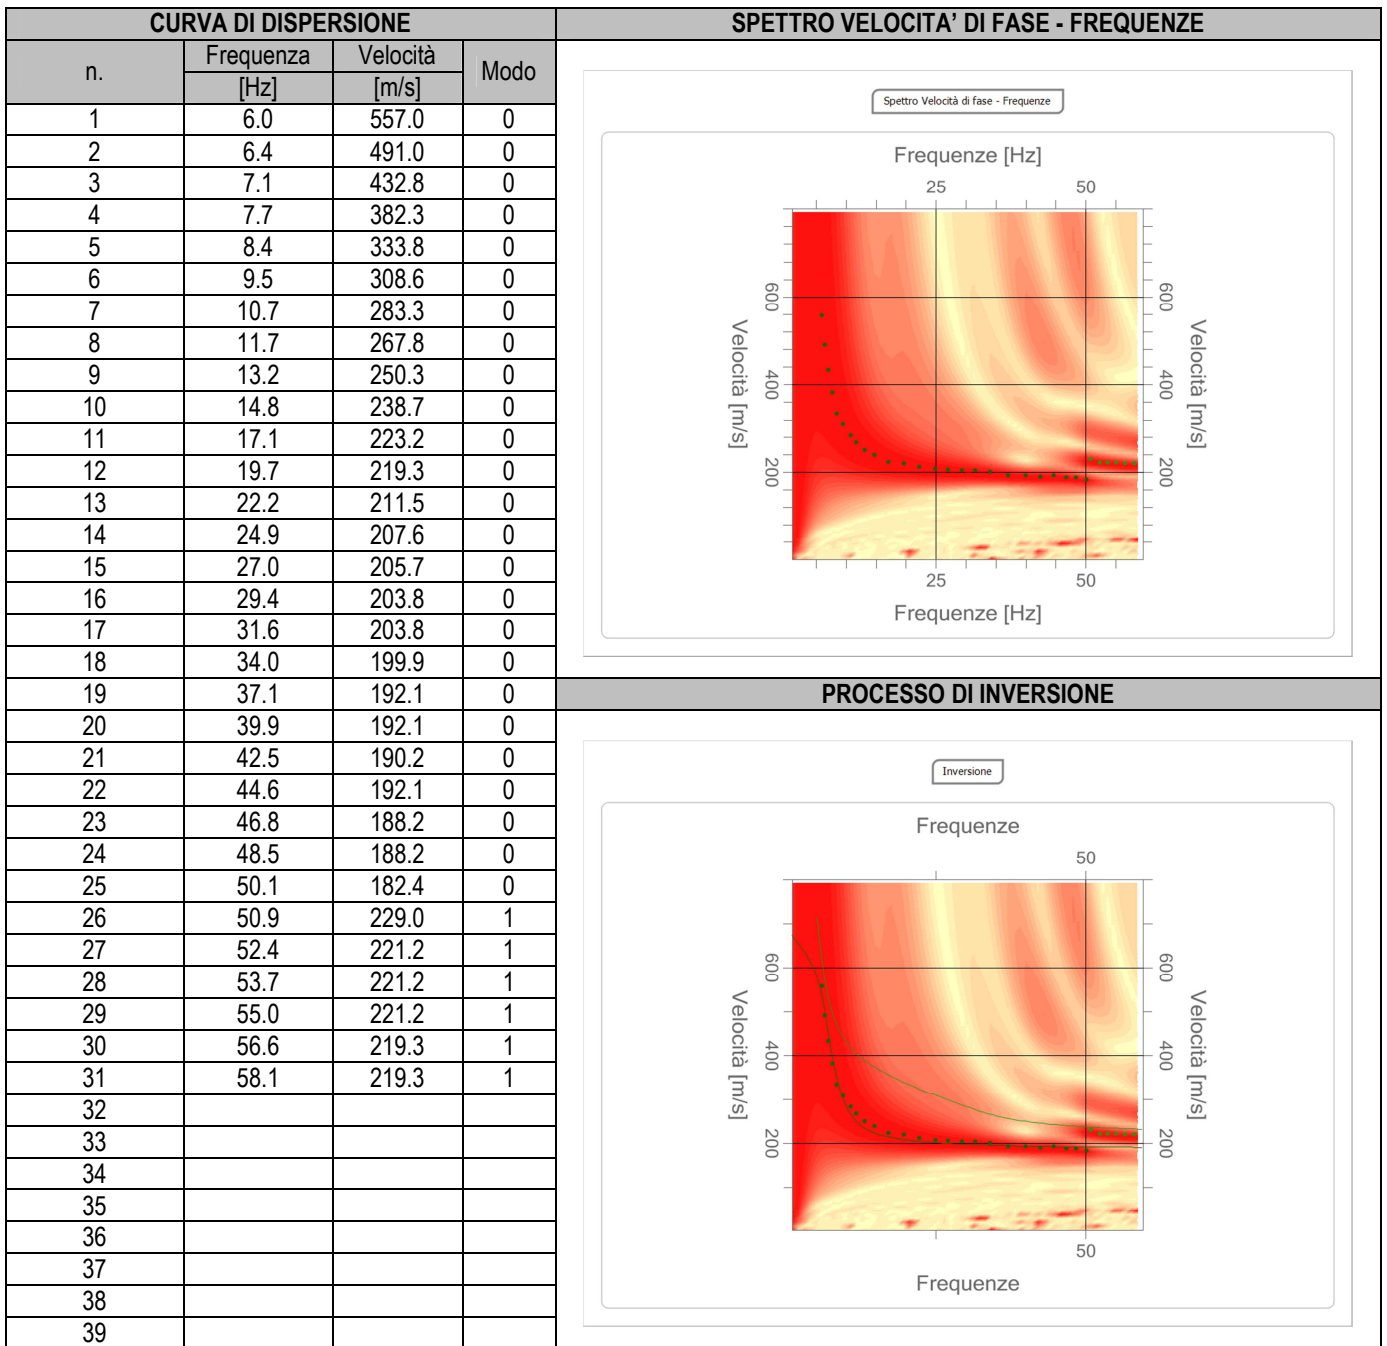 CURVA DI DISPERSIONE
n. Frequenza [Hz] Velocità [m/s] Modo
1 6.0 557.0 0
2 6.4 491.0 0
3 7.1 432.8 0
4 7.7 382.3 0
5 8.4 333.8 0
6 9.5 308.6 0
7 10.7 283.3 0
8 11.7 267.8 0
9 13.2 250.3 0
10 14.8 238.7 0
11 17.1 223.2 0
12 19.7 219.3 0
13 22.2 211.5 0
14 24.9 207.6 0
15 27.0 205.7 0
16 29.4 203.8 0
17 31.6 203.8 0
18 34.0 199.9 0
19 37.1 192.1 0
20 39.9 192.1 0
21 42.5 190.2 0
22 44.6 192.1 0
23 46.8 188.2 0
24 48.5 188.2 0
25 50.1 182.4 0
26 50.9 229.0 1
27 52.4 221.2 1
28 53.7 221.2 1
29 55.0 221.2 1
30 56.6 219.3 1
31 58.1 219.3 1
32
33
34
35
36
37
38
39
SPETTRO VELOCITA' DI FASE - FREQUENZE
Spettro Velocità di fase - Frequenze
Frequenze [Hz]
25 50
600
400
200
Velocità [m/s]
600
400
200
Velocità [m/s]
25 50
Frequenze [Hz]
PROCESSO DI INVERSIONE
Inversione
Frequenze
50
600
400
200
Velocità [m/s]
600
400
200
Velocità [m/s]
50
Frequenze